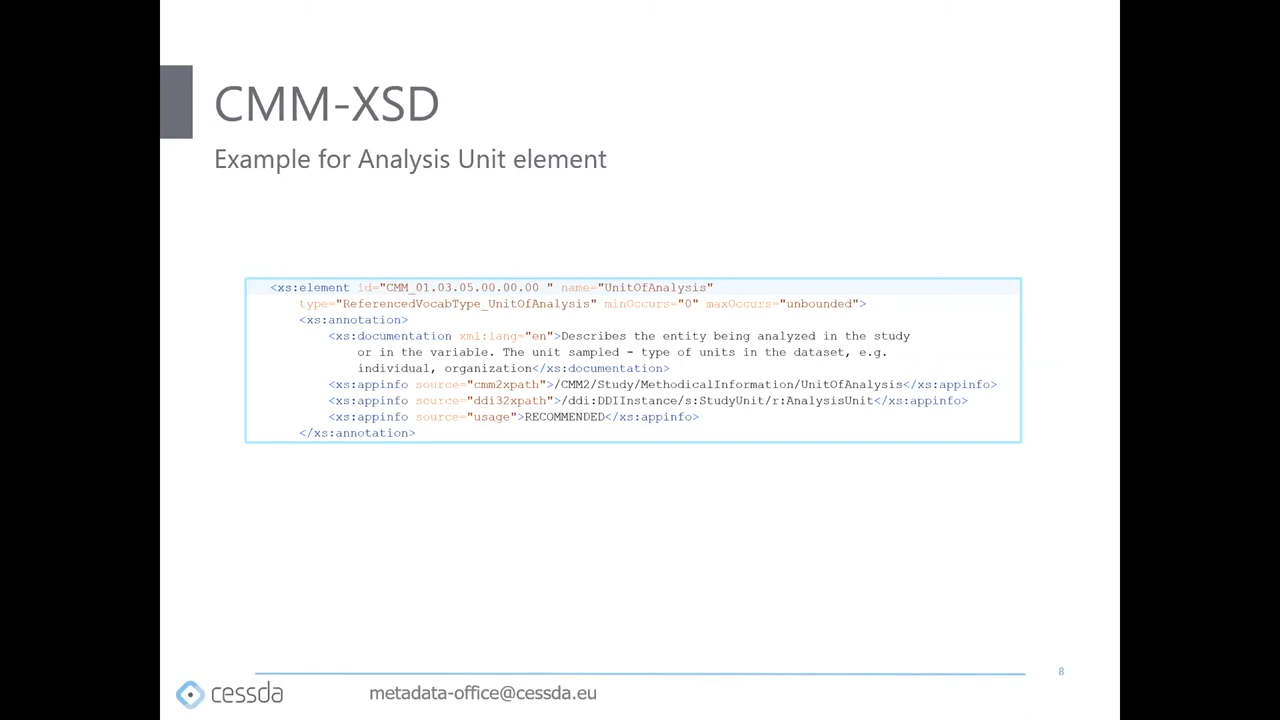 CMM-XSD
Example for Analysis Unit element
<xs:element id="CMM_01.03.05.00.00.00 " name="UnitOfAnalysis"
type="ReferencedVocabType_UnitOfAnalysis" minOccurs="0" maxOccurs="unbounded">
<xs:annotation>
<xs:documentation xml:lang="en">Describes the entity being analyzed in the study
or in the variable. The unit sampled - type of units in the dataset, e.g.
individual, organization</xs:documentation>
<xs:appinfo source="cmm2xpath">/CMM2/Study/MethodicalInformation/UnitOfAnalysis</xs:appinfo>
<xs:appinfo source="ddi32xpath">/ddi:DDIInstance/s:StudyUnit/r:AnalysisUnit</xs:appinfo>
<xs:appinfo source="usage">RECOMMENDED</xs:appinfo>
</xs:annotation>
8
cessda
metadata-office@cessda.eu